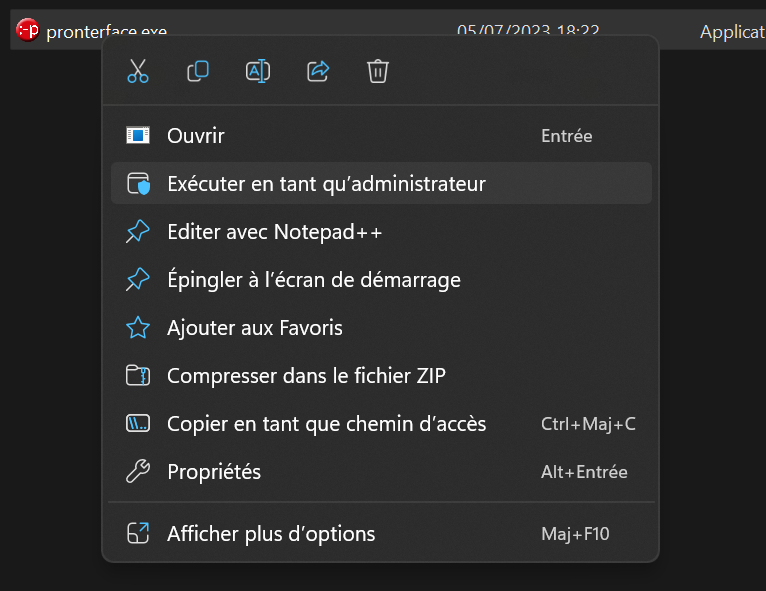 pronterface.exe 05/07/2023 18:22 Applicat
Ouvrir Entrée
Exécuter en tant qu’administrateur
Editer avec Notepad++
Épingler à l’écran de démarrage
Ajouter aux Favoris
Compresser dans le fichier ZIP
Copier en tant que chemin d’accès Ctrl+Maj+C
Propriétés Alt+Entrée
Afficher plus d’options Maj+F10